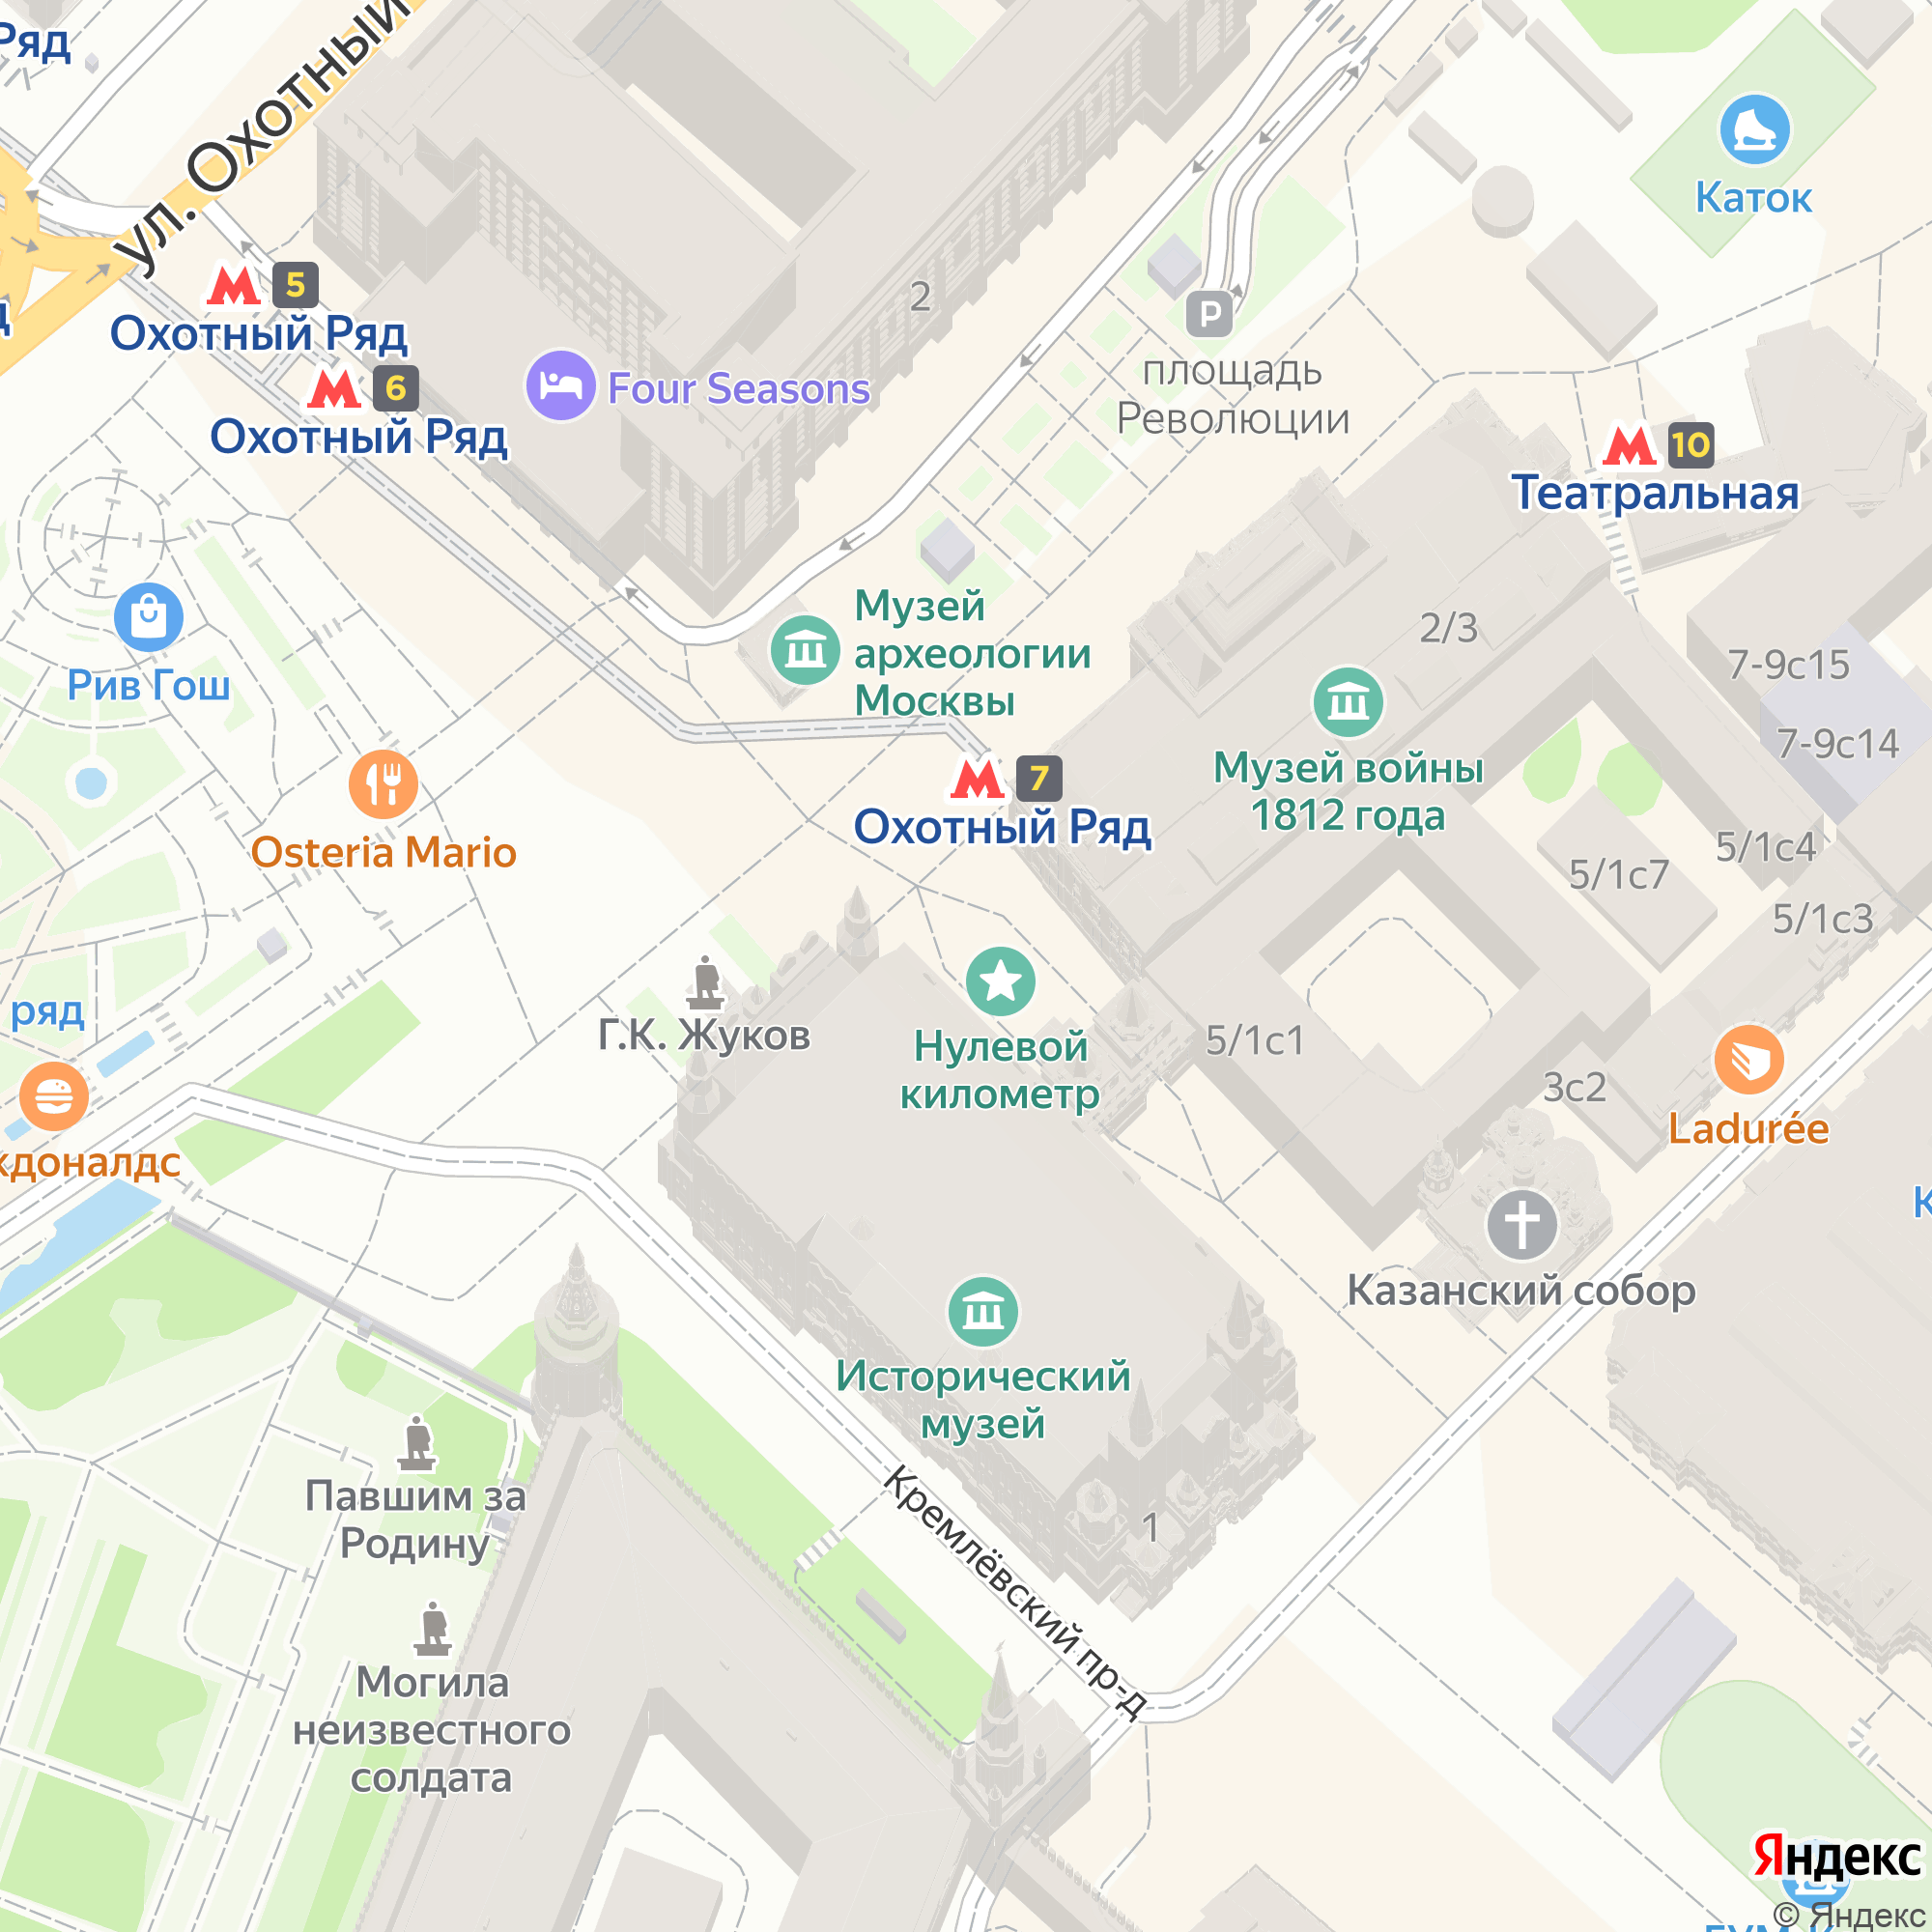 Ряд
ул. Охотный
Каток
5
Охотный Ряд
6
Охотный Ряд
2
P
площадь
Революции
Four Seasons
10
Театральная
Музей
археологии
Москвы
2/3
7-9с15
7-9с14
Рив Гош
Музей войны
1812 года
7
Охотный Ряд
Osteria Mario
5/1с4
5/1с7
5/1с3
ряд
Г.К. Жуков
Нулевой
километр
5/1с1
3с2
Ladurée
кдоналдс
Казанский собор
Исторический
музей
Павшим за
Родину
1
Кремлёвский пр-д
Могила
неизвестного
солдата
Яндекс
© Яндекс